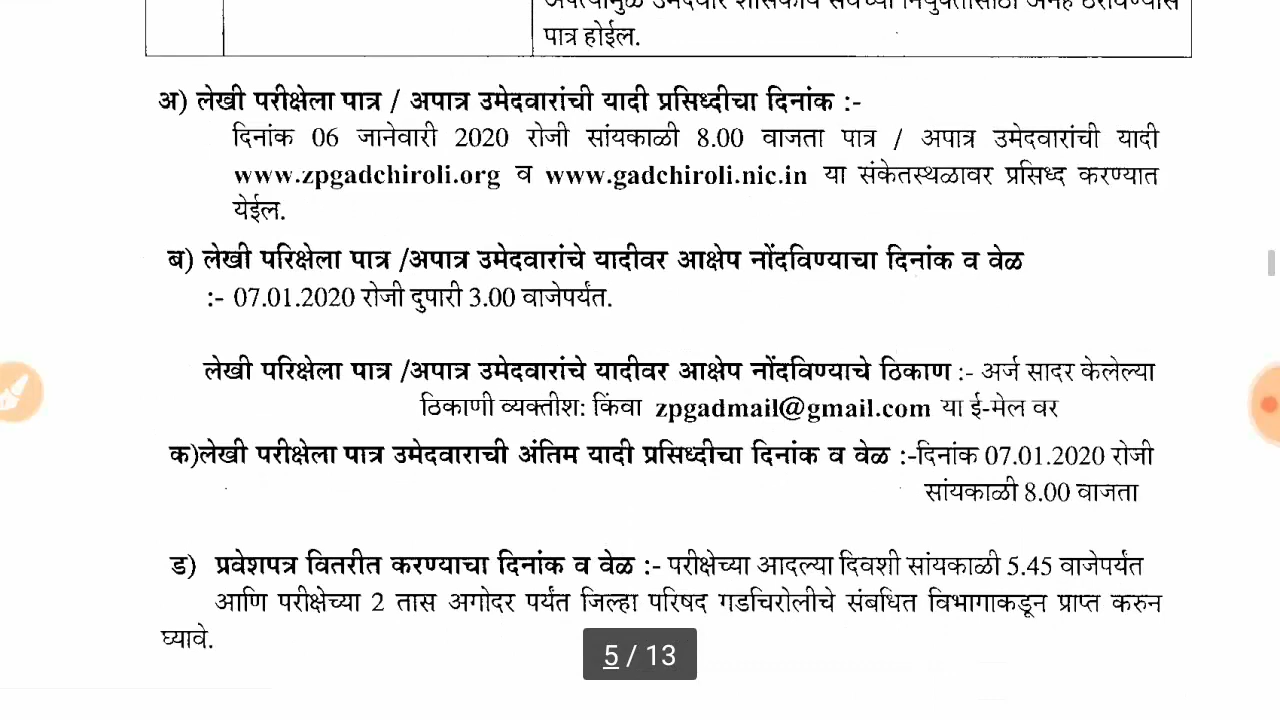 पात्र होईल.
अ) लेखी परीक्षेला पात्र / अपात्र उमेदवारांची यादी प्रसिध्दीचा दिनांक :-
दिनांक 06 जानेवारी 2020 रोजी सांयकाळी 8.00 वाजता पात्र / अपात्र उमेदवारांची यादी
www.zpgadchiroli.org व www.gadchiroli.nic.in या संकेतस्थळावर प्रसिध्द करण्यात
येईल.
ब) लेखी परिक्षेला पात्र /अपात्र उमेदवारांचे यादीवर आक्षेप नोंदविण्याचा दिनांक व वेळ
:- 07.01.2020 रोजी दुपारी 3.00 वाजेपर्यंत.
लेखी परिक्षेला पात्र /अपात्र उमेदवारांचे यादीवर आक्षेप नोंदविण्याचे ठिकाण :- अर्ज सादर केलेल्या
ठिकाणी व्यक्तीश: किंवा zpgadmail@gmail.com या ई-मेल वर
क)लेखी परीक्षेला पात्र उमेदवाराची अंतिम यादी प्रसिध्दीचा दिनांक व वेळ :-दिनांक 07.01.2020 रोजी
सांयकाळी 8.00 वाजता
ड) प्रवेशपत्र वितरीत करण्याचा दिनांक व वेळ :- परीक्षेच्या आदल्या दिवशी सांयकाळी 5.45 वाजेपर्यंत
आणि परीक्षेच्या 2 तास अगोदर पर्यंत जिल्हा परिषद गडचिरोलीचे संबधित विभागाकडून प्राप्त करुन
घ्यावे.
5 / 13